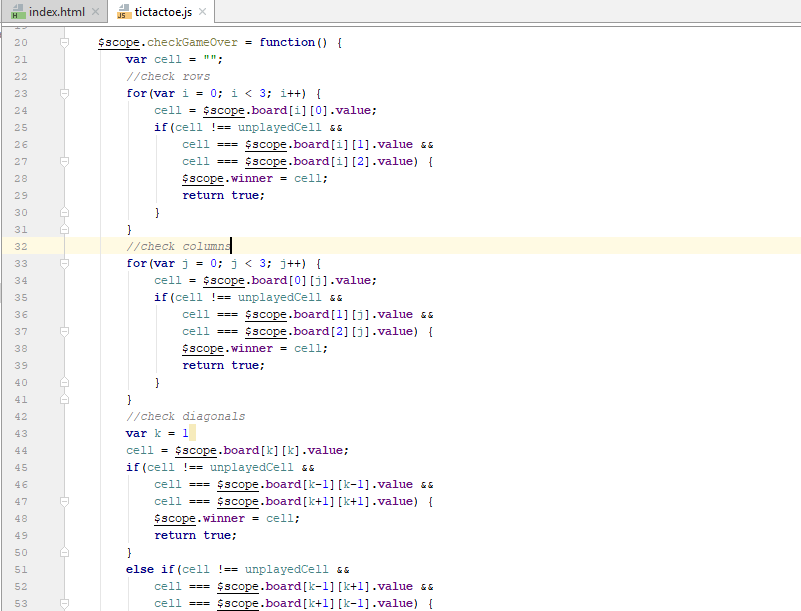 index.html
tictactoe.js
20 $scope.checkGameOver = function() {
21 var cell = "";
22 //check rows
23 for(var i = 0; i < 3; i++) {
24 cell = $scope.board[i][0].value;
25 if(cell !== unplayedCell &&
26 cell === $scope.board[i][1].value &&
27 cell === $scope.board[i][2].value) {
28 $scope.winner = cell;
29 return true;
30 }
31 }
32 //check columns
33 for(var j = 0; j < 3; j++) {
34 cell = $scope.board[0][j].value;
35 if(cell !== unplayedCell &&
36 cell === $scope.board[1][j].value &&
37 cell === $scope.board[2][j].value) {
38 $scope.winner = cell;
39 return true;
40 }
41 }
42 //check diagonals
43 var k = 1
44 cell = $scope.board[k][k].value;
45 if(cell !== unplayedCell &&
46 cell === $scope.board[k-1][k-1].value &&
47 cell === $scope.board[k+1][k+1].value) {
48 $scope.winner = cell;
49 return true;
50 }
51 else if(cell !== unplayedCell &&
52 cell === $scope.board[k-1][k+1].value &&
53 cell === $scope.board[k+1][k-1].value) {